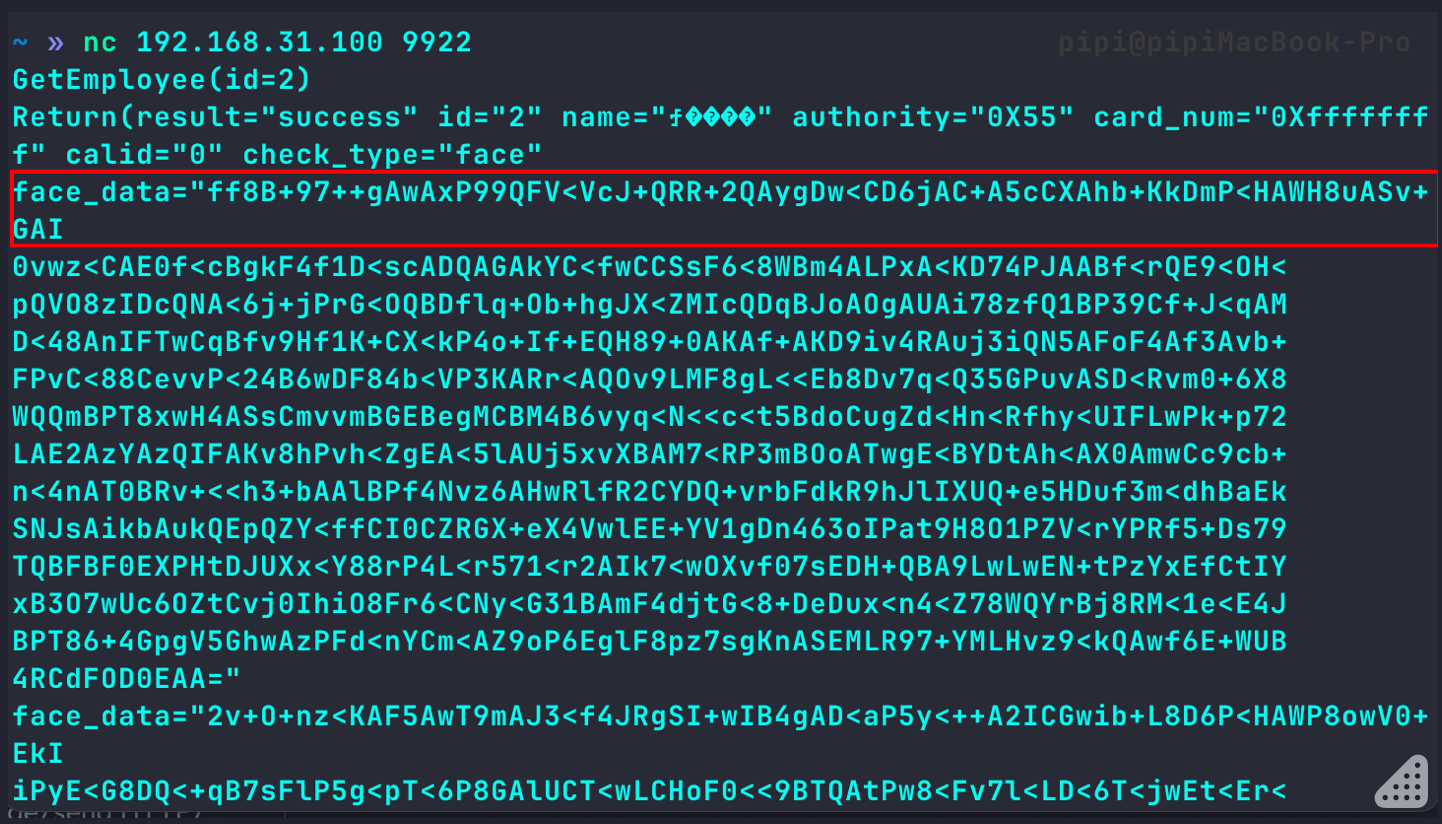 ~ » nc 192.168.31.100 9922 pipi@pipiMacBook-Pro
GetEmployee(id=2)
Return(result="success" id="2" name="ƒ����" authority="0X55" card_num="0Xfffffff
f" calid="0" check_type="face"
face_data="ff8B+97++gAwAxP99QFV<VcJ+QRR+2QAygDw<CD6jAC+A5cCXAhb+KkDmP<HAWH8uASv+
GAI
0vwz<CAE0f<cBgkF4f1D<scADQAGAkYC<fwCCSsF6<8WBm4ALPxA<KD74PJAABf<rQE9<OH<
pQVO8zIDcQNA<6j+jPrG<OQBDflq+Ob+hgJX<ZMIcQDqBJoAOgAUAi78zfQ1BP39Cf+J<qAM
D<48AnIFTwCqBfv9Hf1K+CX<kP4o+If+EQH89+0AKAf+AKD9iv4RAuj3iQN5AFoF4Af3Avb+
FPvC<88CevvP<24B6wDF84b<VP3KARr<AQOv9LMF8gL<<Eb8Dv7q<Q35GPuvASD<Rvm0+6X8
WQQmBPT8xwH4ASsCmvvmBGEBegMCBM4B6vyq<N<<c<t5BdoCugZd<Hn<Rfhy<UIFLwPk+p72
LAE2AzYAzQIFAKv8hPvh<ZgEA<5lAUj5xvXBAM7<RP3mBOoATwgE<BYDtAh<AX0AmwCc9cb+
n<4nAT0BRv+<<h3+bAAlBPf4Nvz6AHwRlfR2CYDQ+vrbFdkR9hJlIXUQ+e5HDuf3m<dhBaEk
SNJsAikbAukQEpQZY<ffCI0CZRGX+eX4VwlEE+YV1gDn463oIPat9H8O1PZV<rYPRf5+Ds79
TQBFBF0EXPHtDJUXx<Y88rP4L<r571<r2AIk7<wOXvf07sEDH+QBA9LwLwEN+tPzYxEfCtIY
xB3O7wUc6OZtCvj0IhiO8Fr6<CNy<G31BAmF4djtG<8+DeDux<n4<Z78WQYrBj8RM<1e<E4J
BPT86+4GpgV5GhwAzPFd<nYCm<AZ9oP6EglF8pz7sgKnASEMLR97+YMLHvz9<kQAwf6E+WUB
4RCdFOD0EAA="
face_data="2v+O+nz<KAF5AwT9mAJ3<f4JRgSI+wIB4gAD<aP5y<++A2ICGwib+L8D6P<HAWP8owV0+
EkI
iPyE<G8DQ<+qB7sFlP5g<pT<6P8GAlUCT<wLCHoF0<<9BTQAtPw8<Fv7l<LD<6T<jwEt<Er<